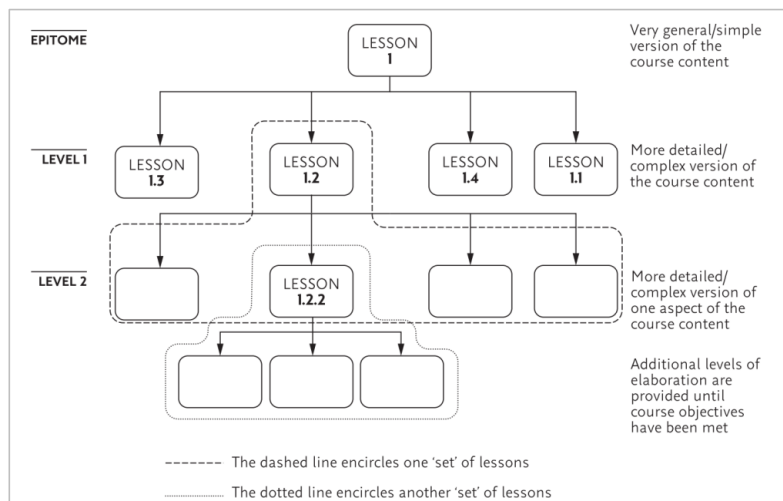 EPITOME
LESSON
1
Very general/simple
version of the
course content
LEVEL 1
LESSON
1.3
LESSON
1.2
LESSON
1.4
LESSON
1.1
More detailed/
complex version of
the course content
LEVEL 2
LESSON
1.2.2
More detailed/
complex version of
one aspect of the
course content
Additional levels of
elaboration are
provided until
course objectives
have been met
The dashed line encircles one ‘set’ of lessons
The dotted line encircles another ‘set’ of lessons